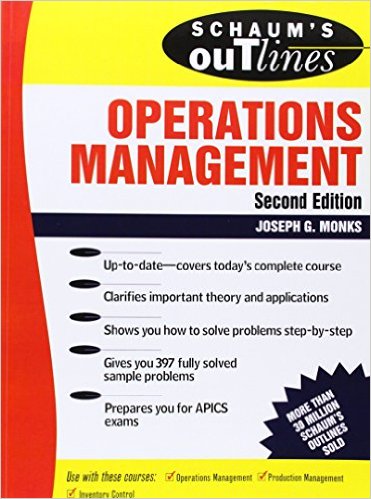 SCHAUM'S
ouTlines
OPERATIONS
MANAGEMENT
Second Edition
JOSEPH G. MONKS
Up-to-date—covers today's complete course
Clarifies important theory and applications
Shows you how to solve problems step-by-step
Gives you 397 fully solved
sample problems
Prepares you for APICS
exams
MORE THAN
30 MILLION
SCHAUM'S
OUTLINES
SOLD
Use with these courses: ☑ Operations Management ☑ Production Management
☑ Inventory Control